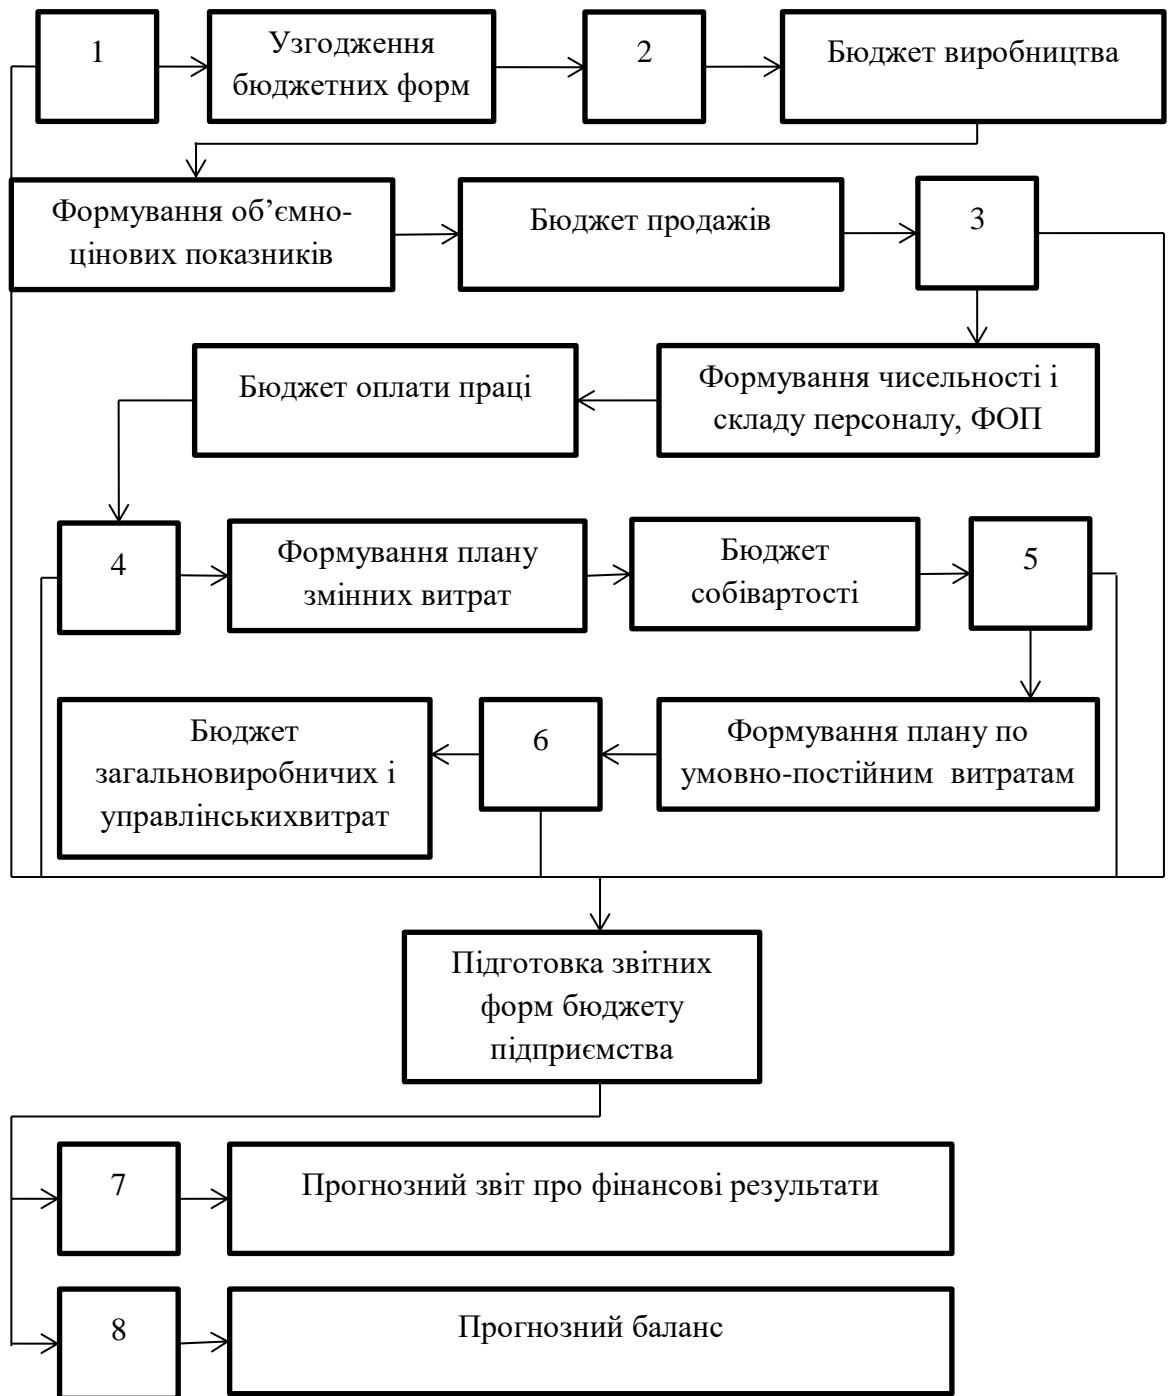 1
Узгодження
бюджетних форм
2
Бюджет виробництва
Формування об’ємно-
цінових показників
Бюджет продажів
3
Бюджет оплати праці
Формування чисельності і
складу персоналу, ФОП
4
Формування плану
змінних витрат
Бюджет
собівартості
5
Бюджет
загальновиробничих і
управлінськихвитрат
6
Формування плану по
умовно-постійним витратам
Підготовка звітних
форм бюджету
підприємства
7
Прогнозний звіт про фінансові результати
8
Прогнозний баланс